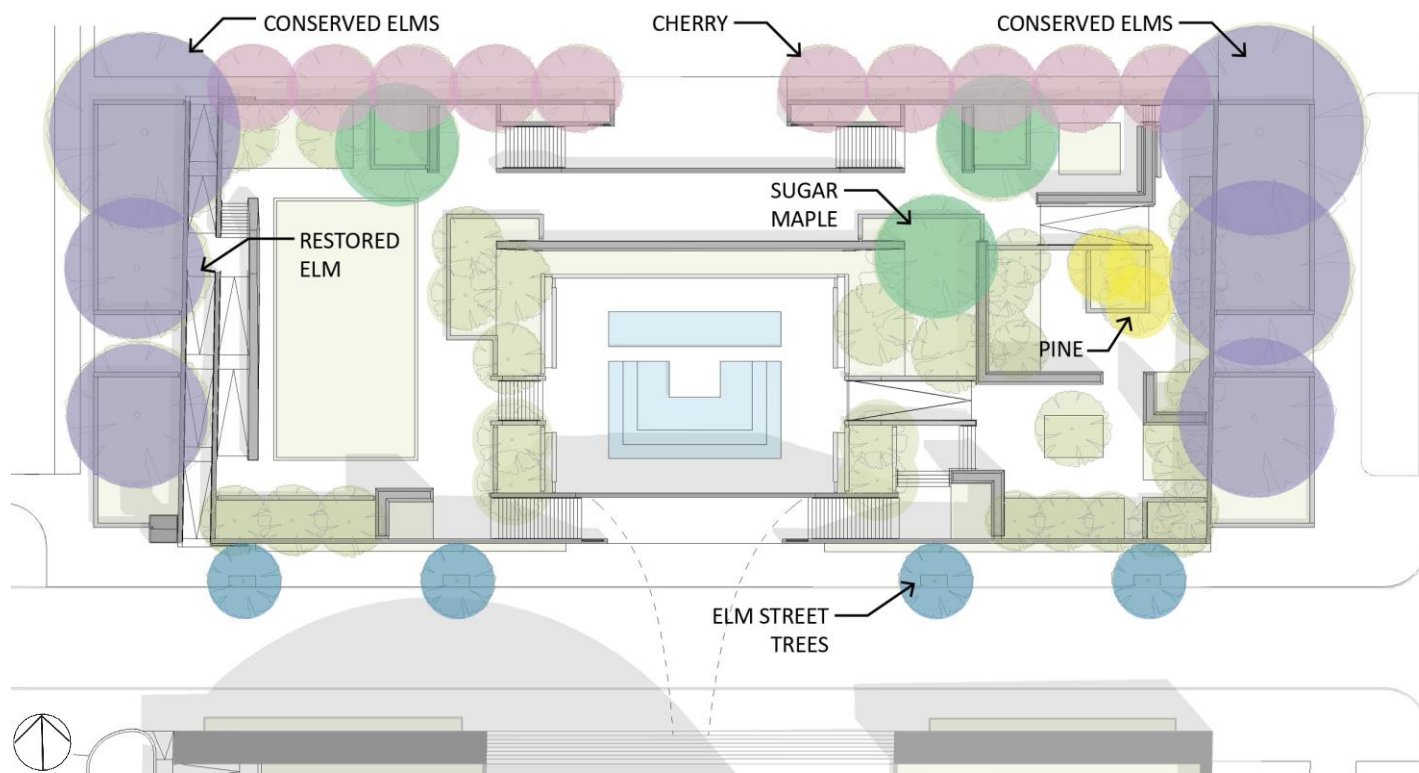 CONSERVED ELMS
CHERRY
CONSERVED ELMS
SUGAR
MAPLE
RESTORED
ELM
PINE
ELM STREET
TREES